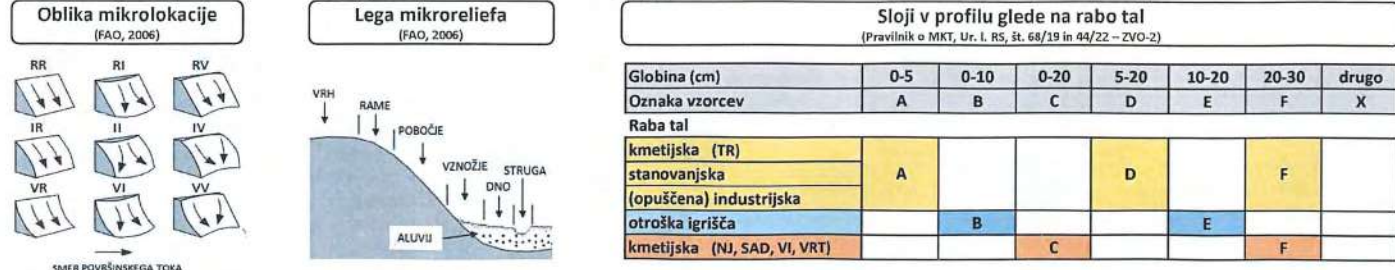 Oblika mikrolokacije
(FAO, 2006)
RR RI RV
IR II IV
VR VI VV
SMER POVRŠINSKEGA TOKA
Lega mikroreliefa
(FAO, 2006)
VRH
RAME
POBOČJE
VZNOŽJE
STRUGA
DNO
ALUVIJ
Sloji v profilu glede na rabo tal
(Pravilnik o MKT, Ur. l. RS, št. 68/19 in 44/22 – ZVO-2)
Globina (cm) 0-5 0-10 0-20 5-20 10-20 20-30 drugo
Oznaka vzorcev A B C D E F X
Raba tal
kmetijska (TR)
stanovanjska A D F
(opuščena) industrijska
otroška igrišča B E
kmetijska (NJ, SAD, VI, VRT) C F